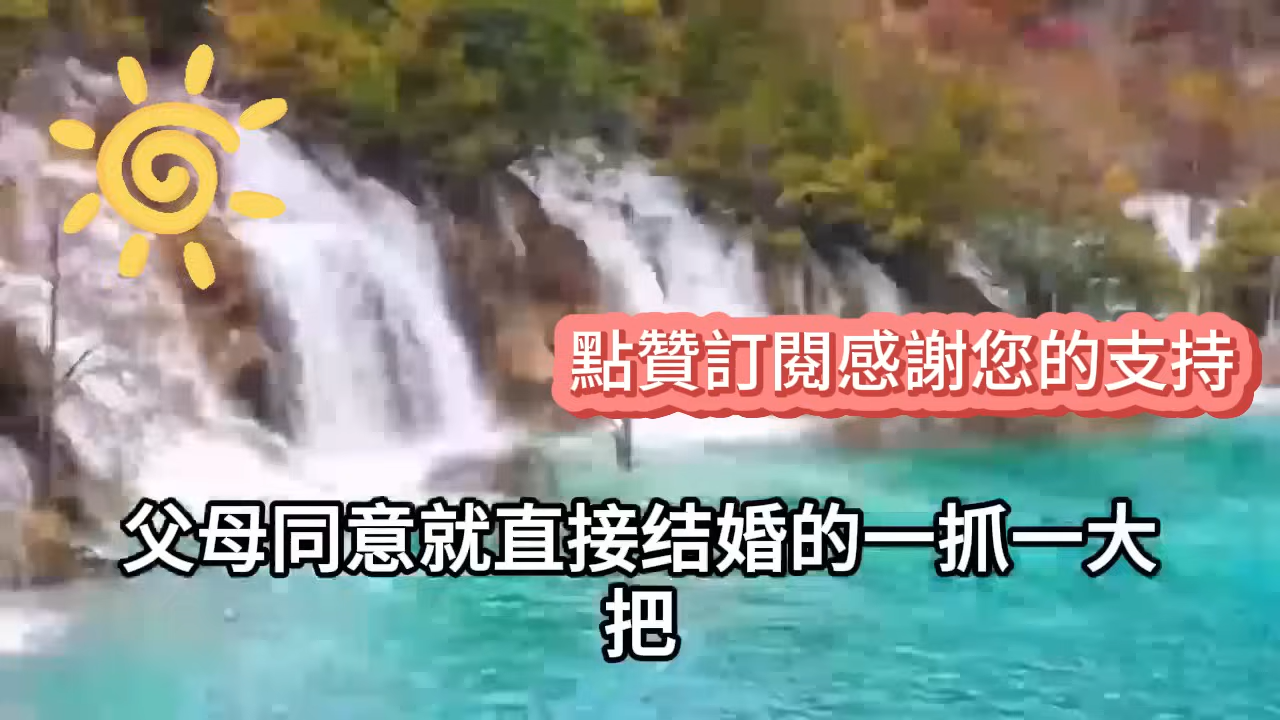 點贊訂閱感謝您的支持
父母同意就直接结婚的一抓一大
把